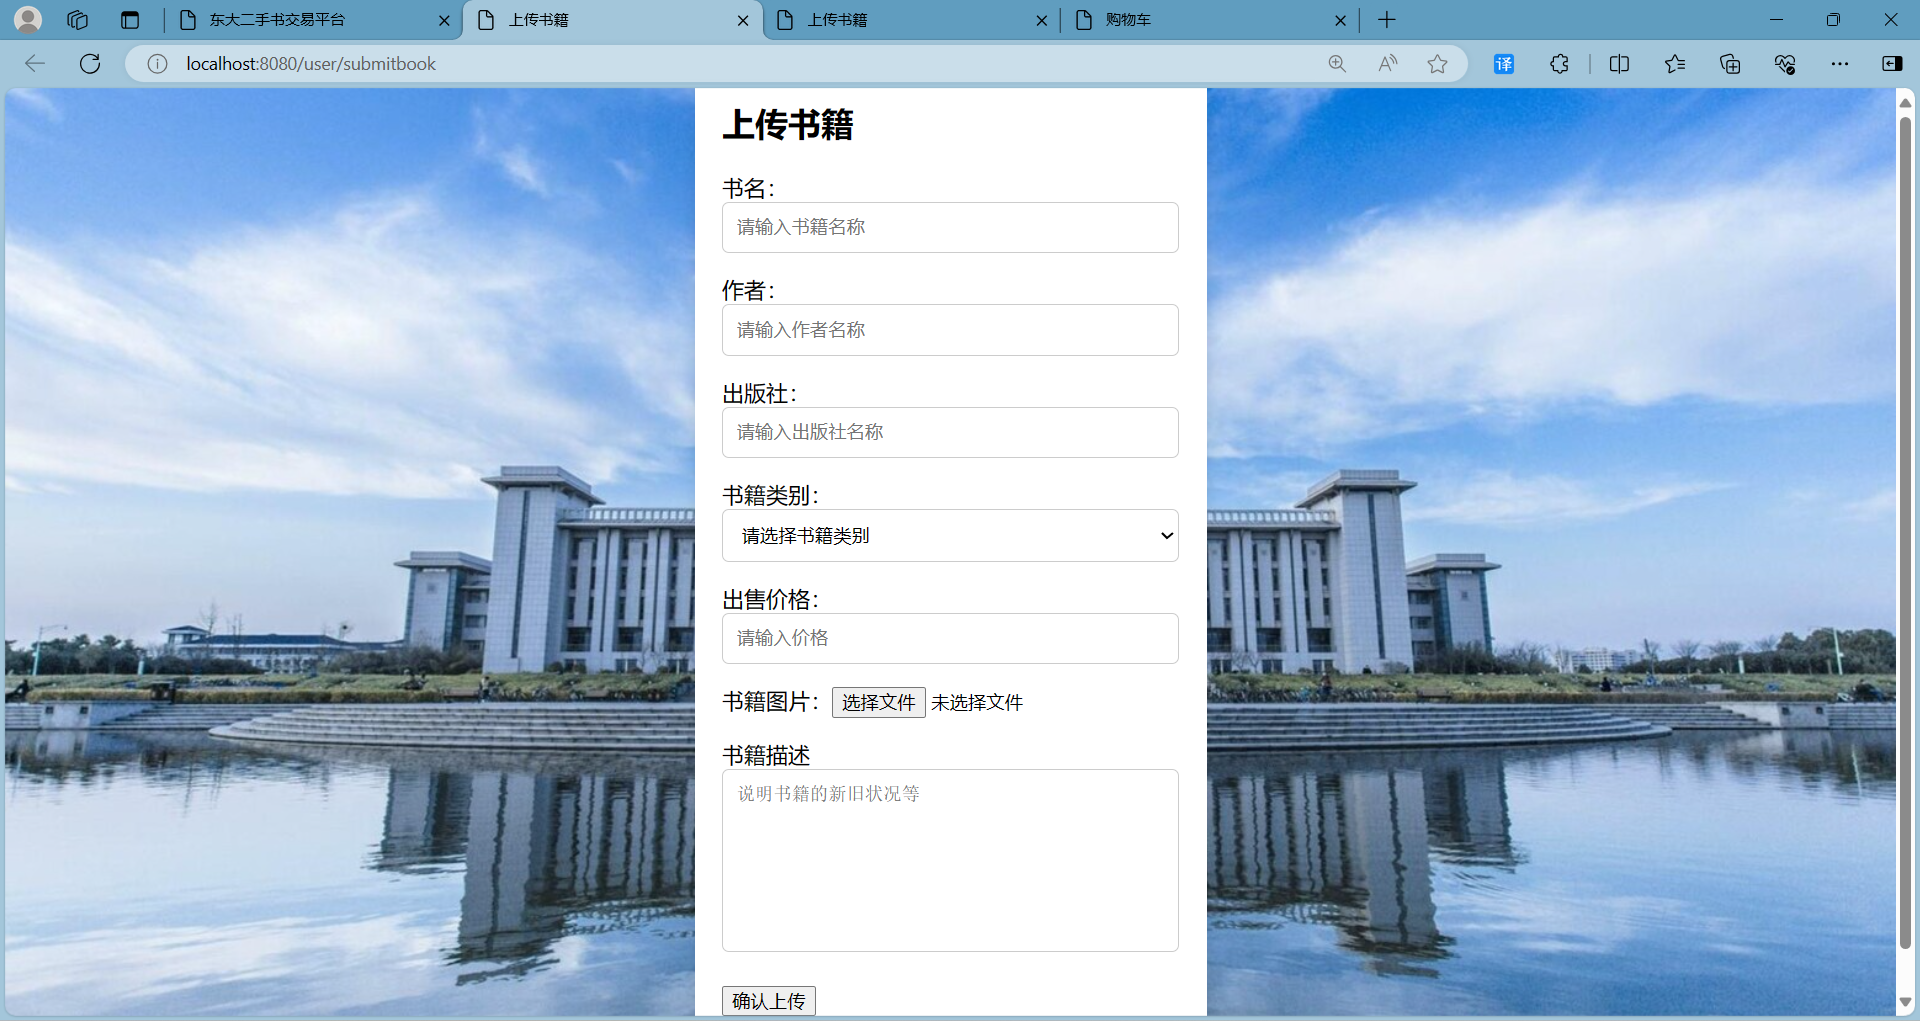 东大二手书交易平台
上传书籍
上传书籍
购物车
localhost:8080/user/submitbook
译
上传书籍
书名：
请输入书籍名称
作者：
请输入作者名称
出版社：
请输入出版社名称
书籍类别：
请选择书籍类别
出售价格：
请输入价格
书籍图片： 选择文件 未选择文件
书籍描述
说明书籍的新旧状况等
确认上传